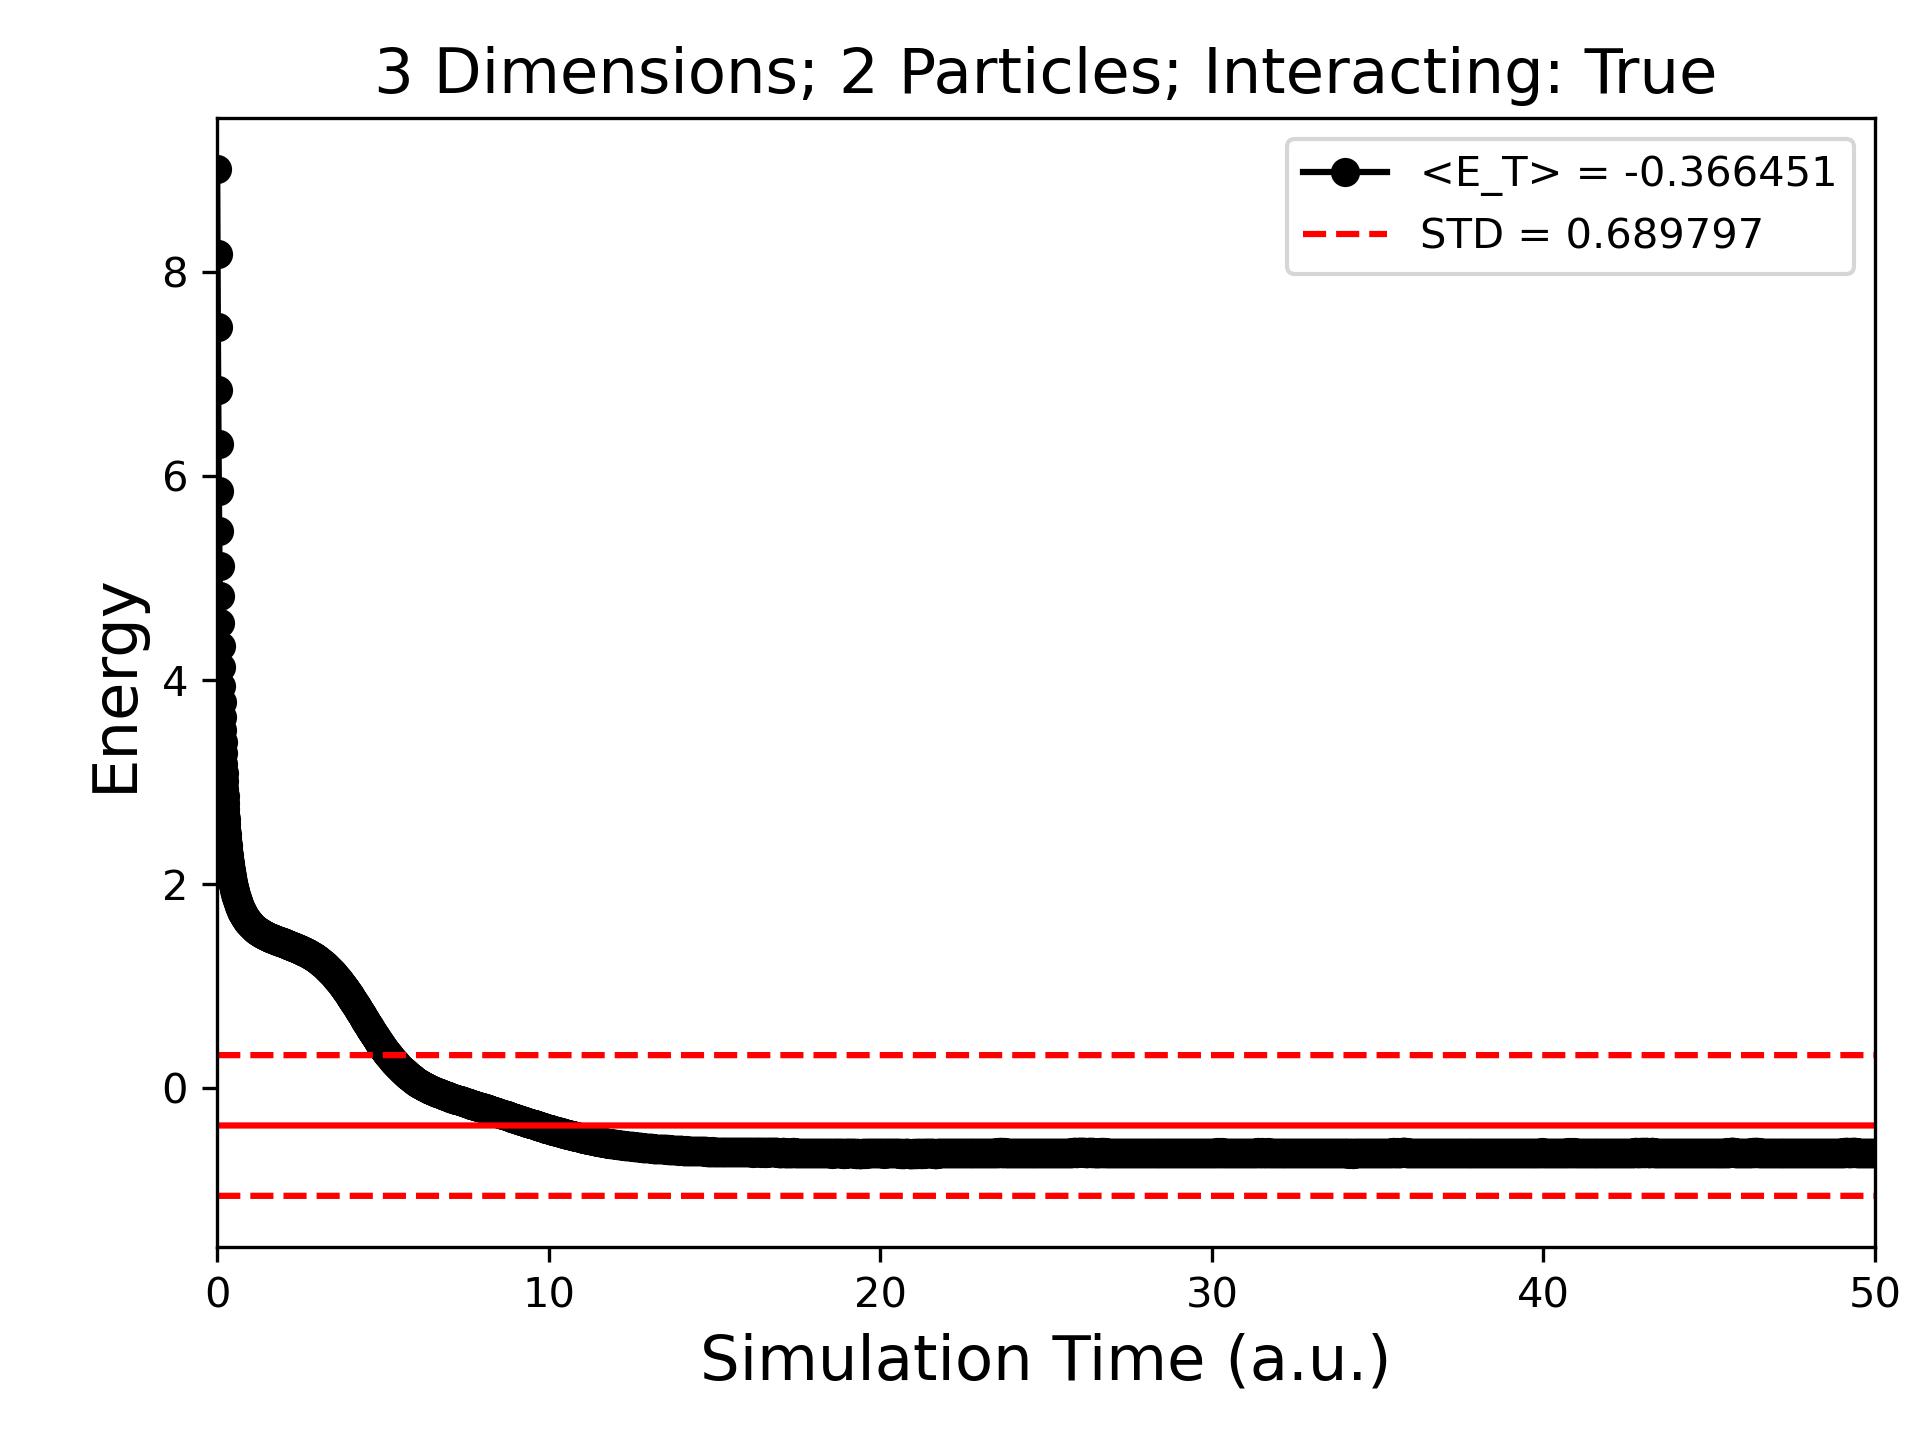 3 Dimensions; 2 Particles; Interacting: True
<E_T> = -0.366451
STD = 0.689797
Energy
8
6
4
2
0
0 10 20 30 40 50
Simulation Time (a.u.)